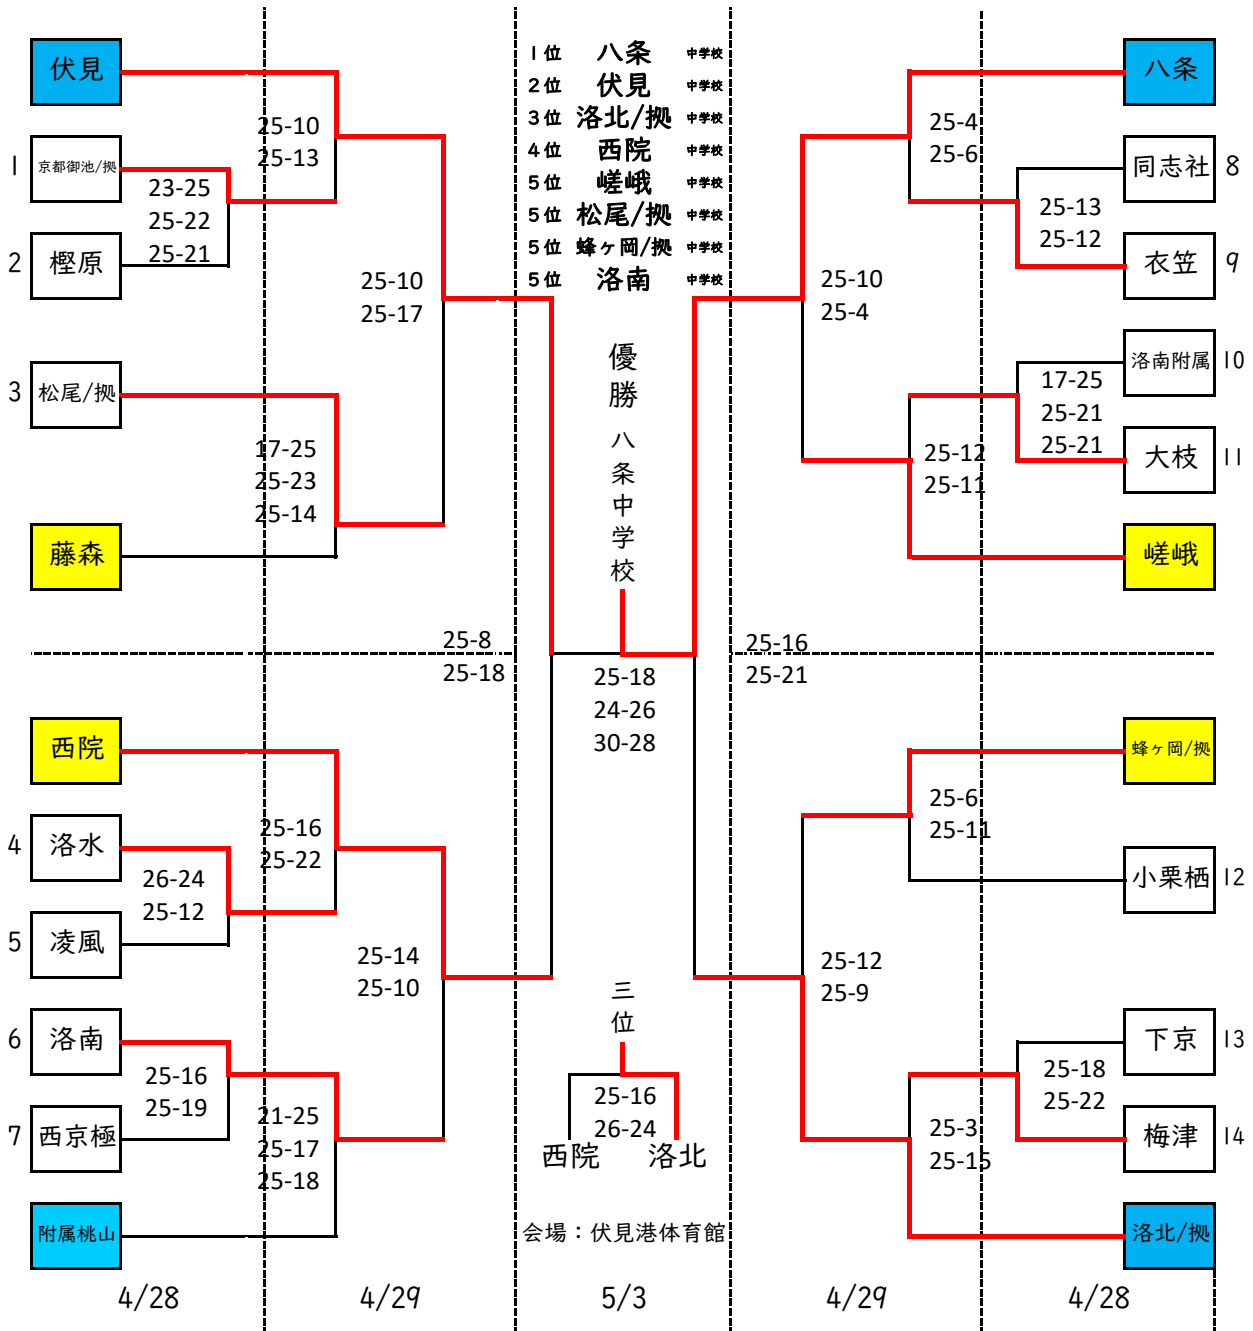 1位 八条 中学校
2位 伏見 中学校
3位 洛北/拠 中学校
4位 西院 中学校
5位 嵯峨 中学校
5位 松尾/拠 中学校
5位 蜂ヶ岡/拠 中学校
5位 洛南 中学校
伏見
1 京都御池/拠
2 樫原
3 松尾/拠
藤森
西院
4 洛水
5 凌風
6 洛南
7 西京極
附属桃山
23-25
25-22
25-21
26-24
25-12
25-16
25-19
25-10
25-13
17-25
25-23
25-14
25-16
25-22
21-25
25-17
25-18
25-10
25-17
25-14
25-10
25-8
25-18
優勝 八条中学校
25-18
24-26
30-28
三位
25-16
26-24
西院 洛北
会場：伏見港体育館
25-16
25-21
25-10
25-4
25-12
25-9
25-4
25-6
25-12
25-11
25-6
25-11
25-3
25-15
25-13
25-12
17-25
25-21
25-21
25-18
25-22
八条
同志社 8
衣笠 9
洛南附属 10
大枝 11
嵯峨
蜂ヶ岡/拠
小栗栖 12
下京 13
梅津 14
洛北/拠
4/28 4/29 5/3 4/29 4/28